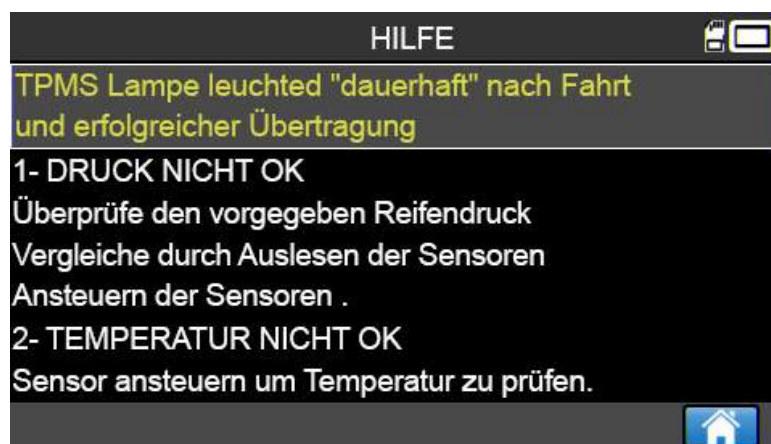 HILFE
TPMS Lampe leuchted "dauerhaft" nach Fahrt
und erfolgreicher Übertragung
1- DRUCK NICHT OK
Überprüfe den vorgegeben Reifendruck
Vergleiche durch Auslesen der Sensoren
Ansteuern der Sensoren .
2- TEMPERATUR NICHT OK
Sensor ansteuern um Temperatur zu prüfen.